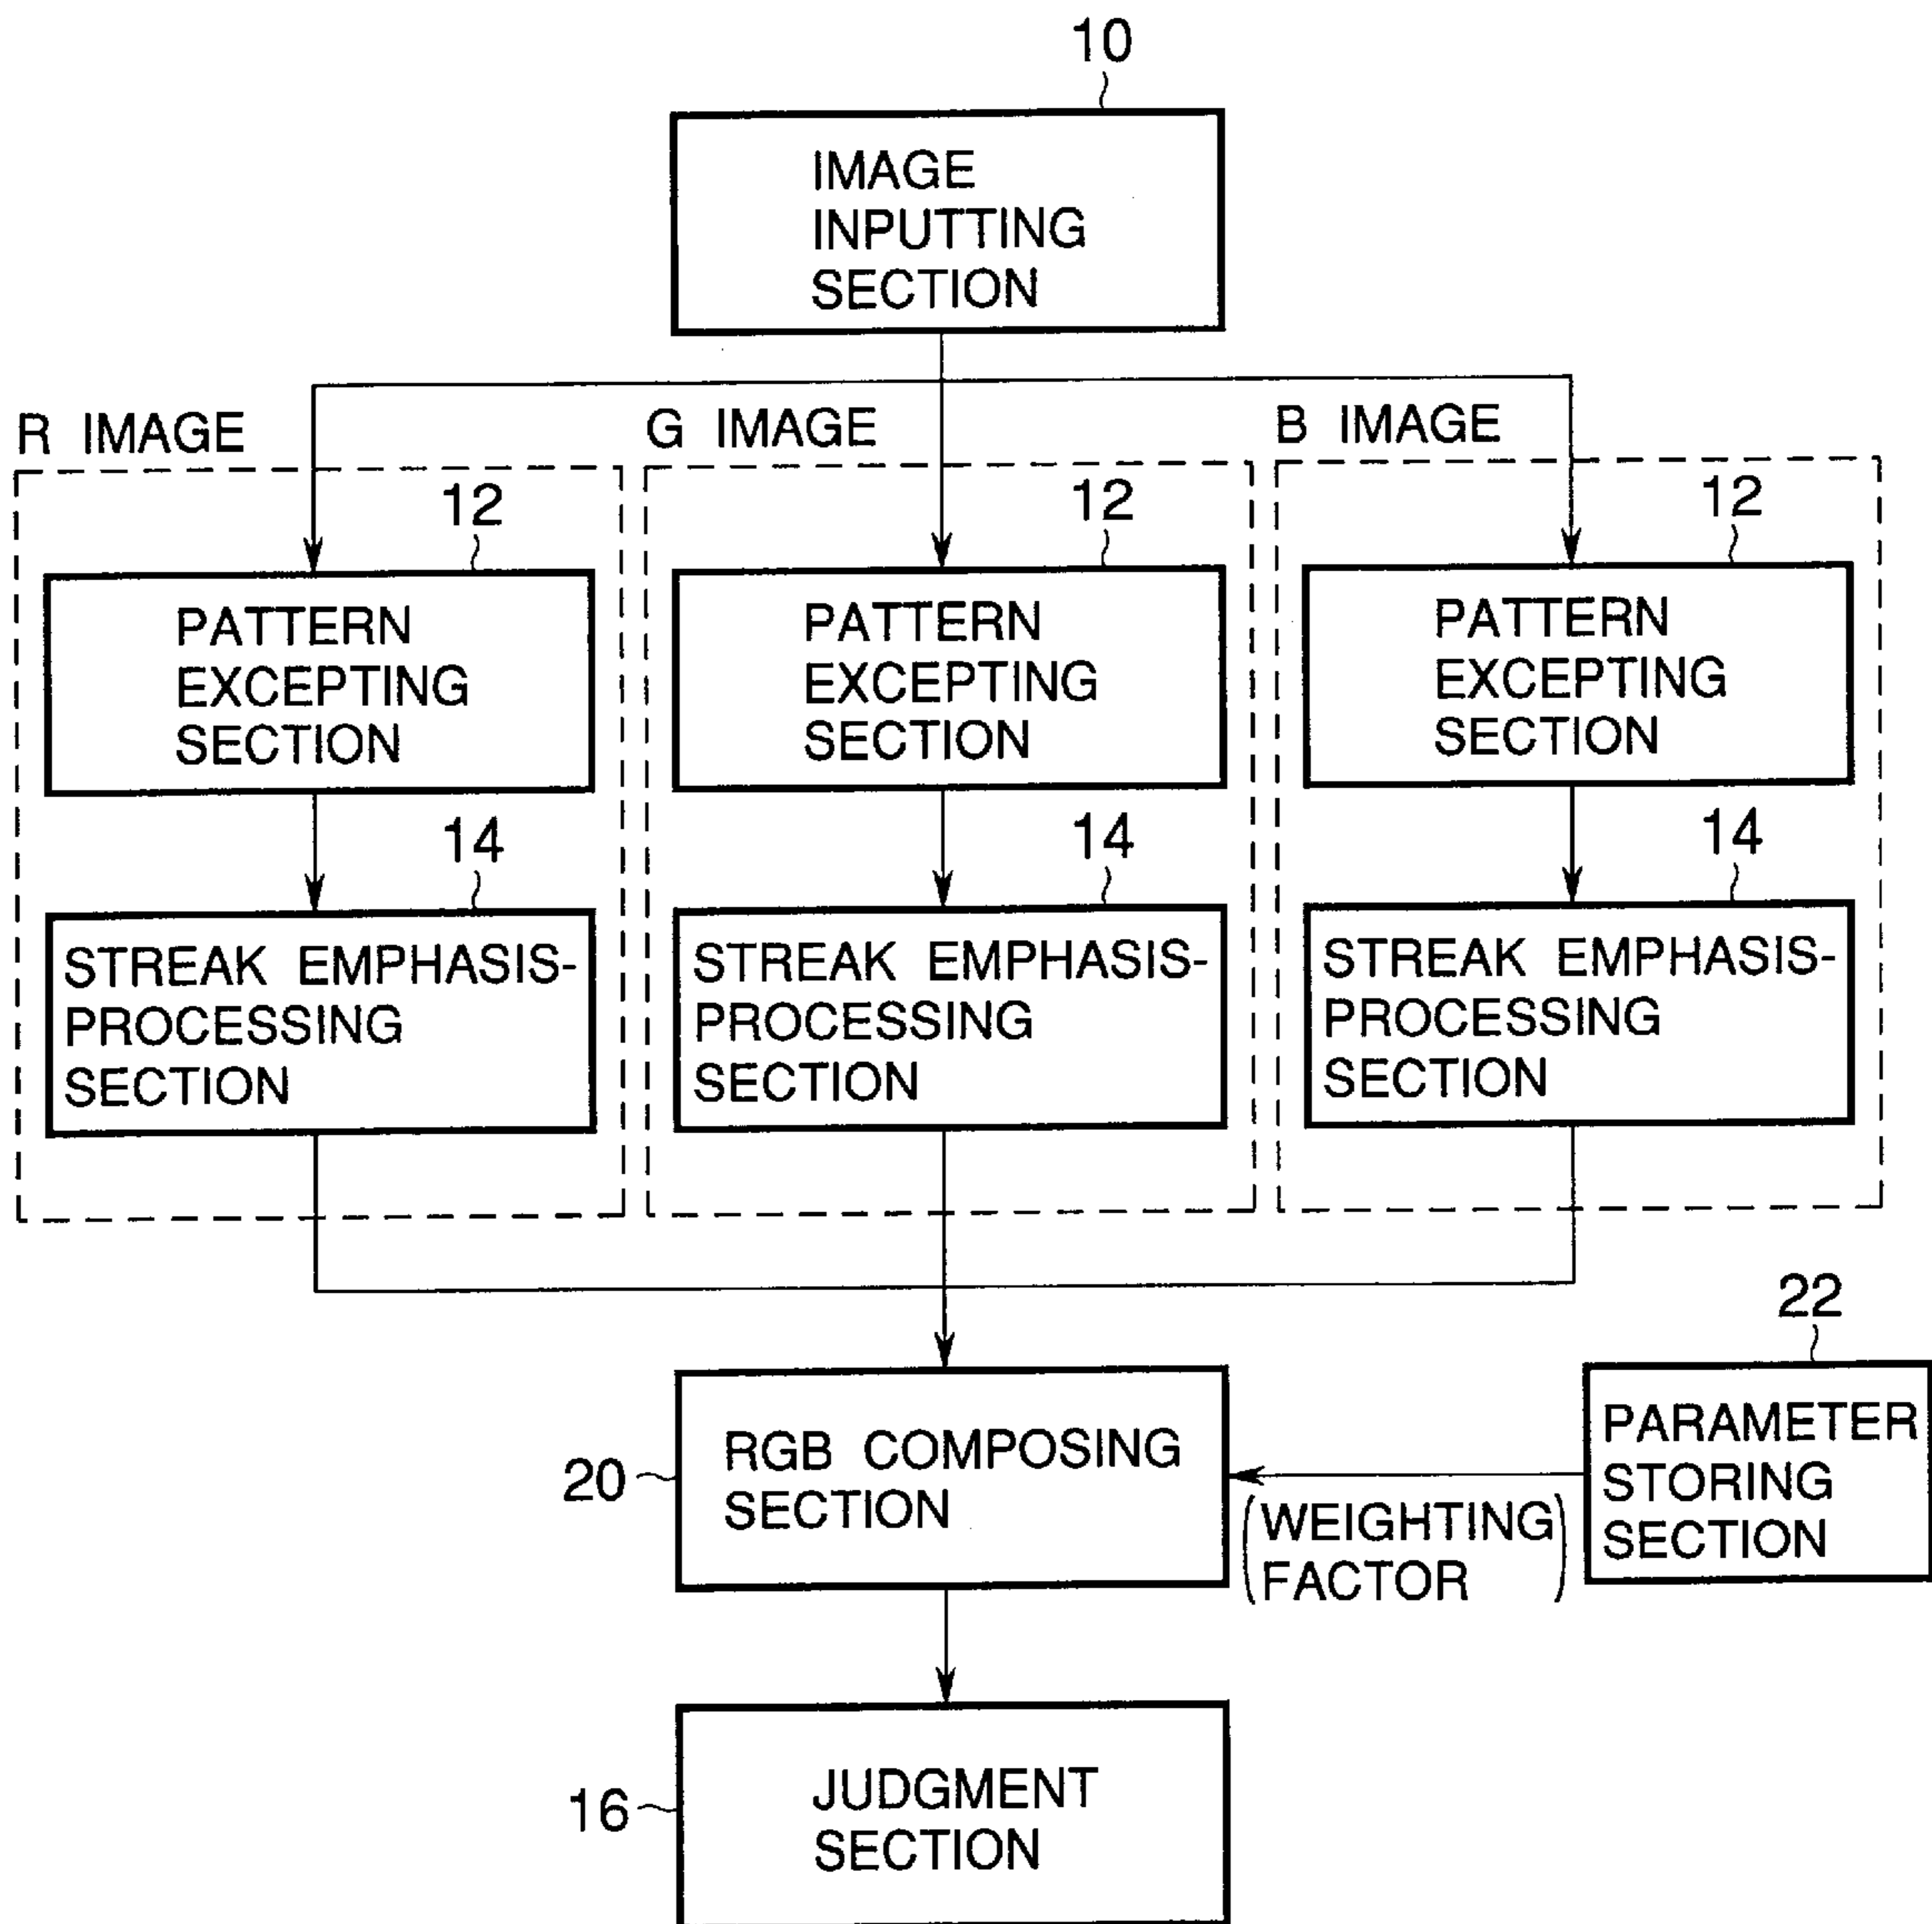 10
IMAGE
INPUTTING
SECTION
R IMAGE
G IMAGE
B IMAGE
12
12
12
PATTERN
EXCEPTING
SECTION
PATTERN
EXCEPTING
SECTION
PATTERN
EXCEPTING
SECTION
14
14
14
STREAK EMPHASIS-
PROCESSING
SECTION
STREAK EMPHASIS-
PROCESSING
SECTION
STREAK EMPHASIS-
PROCESSING
SECTION
20
RGB COMPOSING
SECTION
(WEIGHTING
FACTOR)
22
PARAMETER
STORING
SECTION
16
JUDGMENT
SECTION